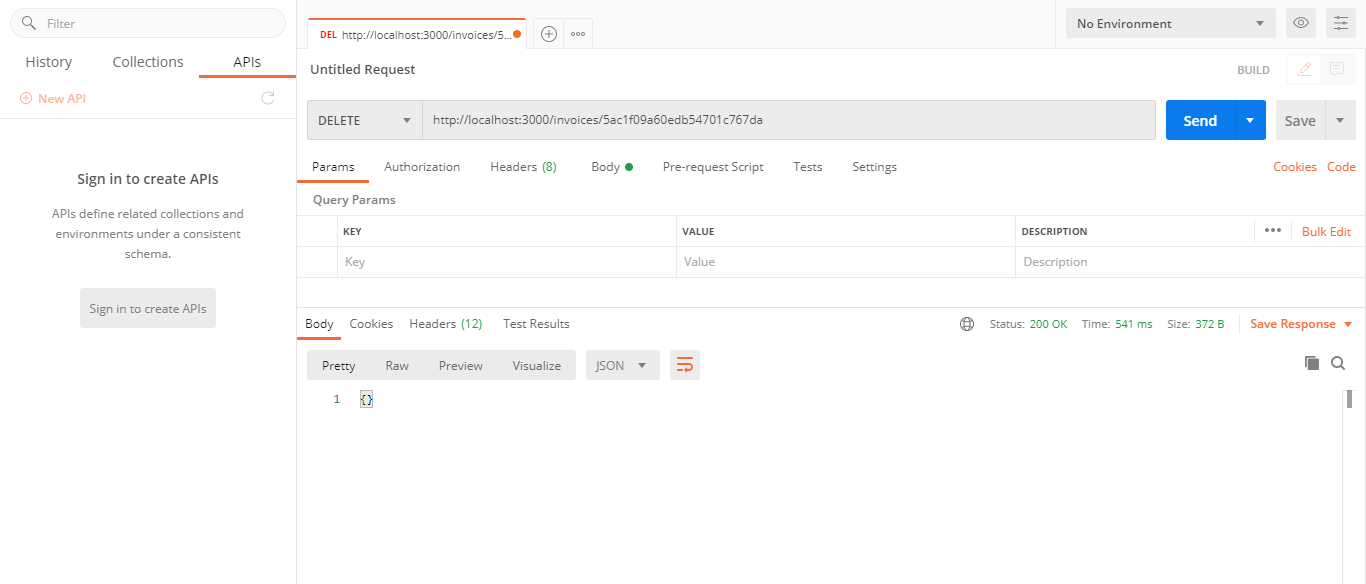 Filter
History Collections APIs
New API
Sign in to create APIs
APIs define related collections and
environments under a consistent
schema.
Sign in to create APIs
DEL http://localhost:3000/invoices/5...
No Environment
Untitled Request
BUILD
DELETE http://localhost:3000/invoices/5ac1f09a60edb54701c767da
Send Save
Params Authorization Headers (8) Body Pre-request Script Tests Settings Cookies Code
Query Params
KEY VALUE DESCRIPTION Bulk Edit
Key Value Description
Body Cookies Headers (12) Test Results Status: 200 OK Time: 541 ms Size: 372 B Save Response
Pretty Raw Preview Visualize JSON
1 {}